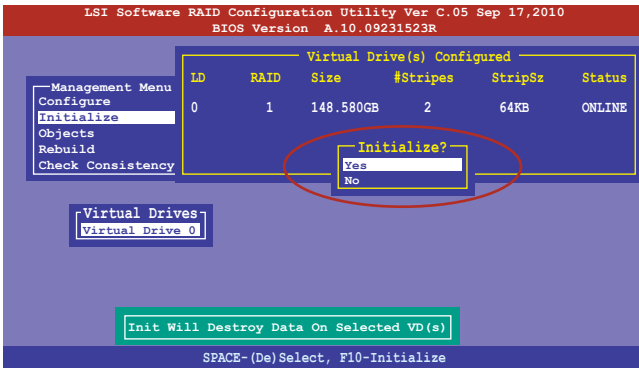 LSI Software RAID Configuration Utility Ver C.05 Sep 17,2010
BIOS Version A.10.09231523R
Virtual Drive(s) Configured
LD RAID Size #Stripes StripSz Status
0 1 148.580GB 2 64KB ONLINE
Management Menu
Configure
Initialize
Objects
Rebuild
Check Consistency
Initialize?
Yes
No
Virtual Drives
Virtual Drive 0
Init Will Destroy Data On Selected VD(s)
SPACE-(De)Select, F10-Initialize